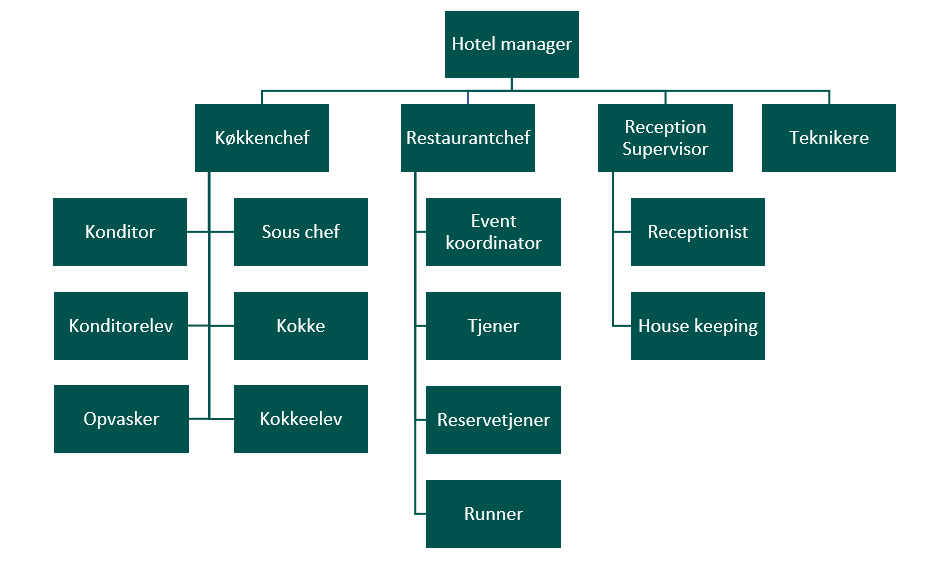 Hotel manager
Køkkenchef
Restaurantchef
Reception
Supervisor
Teknikere
Konditor
Sous chef
Event
koordinator
Receptionist
Konditorelev
Kokke
Tjener
House keeping
Opvasker
Kokkeelev
Reservetjener
Runner